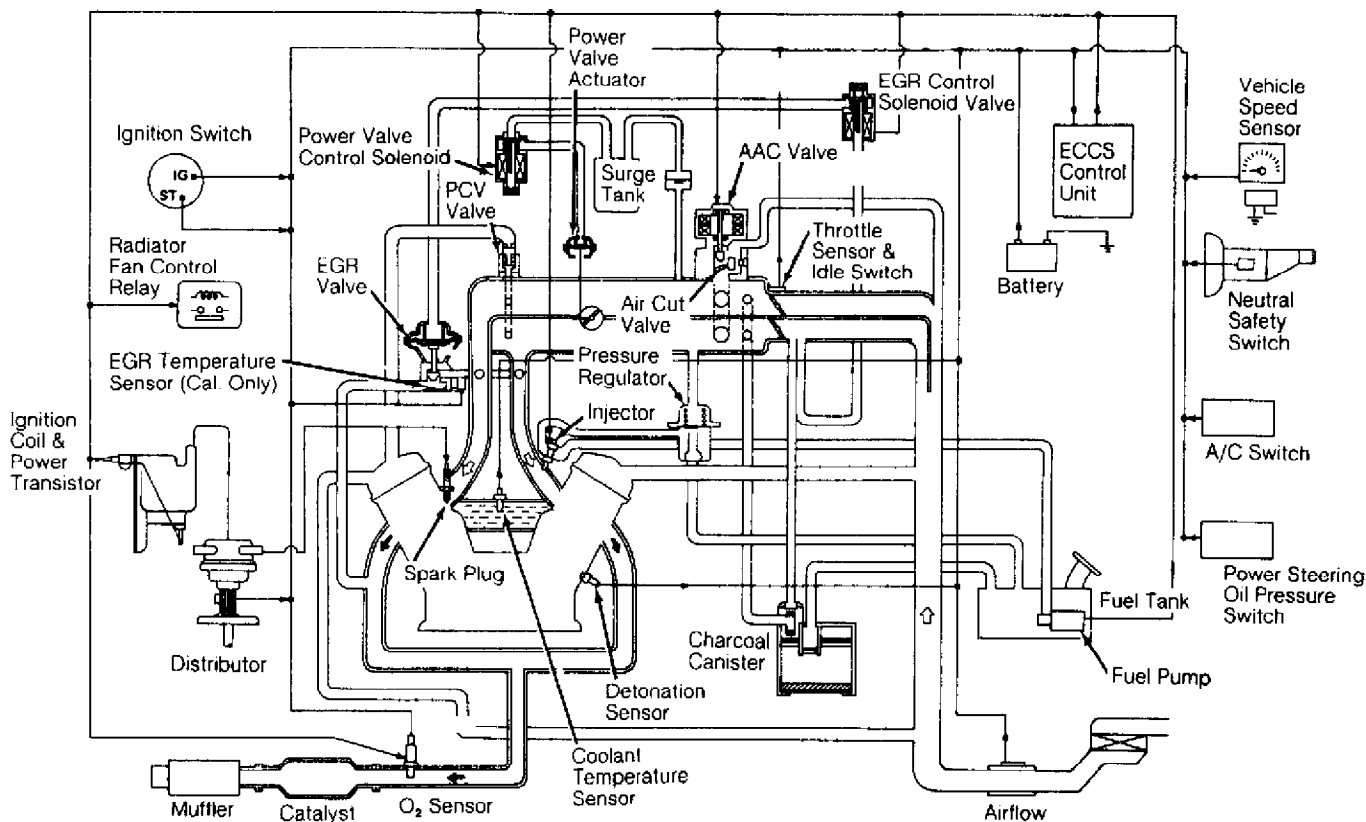 Power
Valve
Actuator
EGR Control
Solenoid Valve
Vehicle
Speed
Sensor
Ignition Switch
IG
ST
Power Valve
Control Solenoid
PCV
Valve
Surge
Tank
AAC Valve
ECCS
Control
Unit
Radiator
Fan Control
Relay
EGR
Valve
Throttle
Sensor &
Idle Switch
Air Cut
Valve
Battery
Neutral
Safety
Switch
EGR Temperature
Sensor (Cal. Only)
Pressure
Regulator
Injector
Ignition
Coil &
Power
Transistor
A/C Switch
Spark Plug
Power Steering
Oil Pressure
Switch
Fuel Tank
Distributor
Charcoal
Canister
Fuel Pump
Detonation
Sensor
Coolant
Temperature
Sensor
Muffler
Catalyst
O₂ Sensor
Airflow